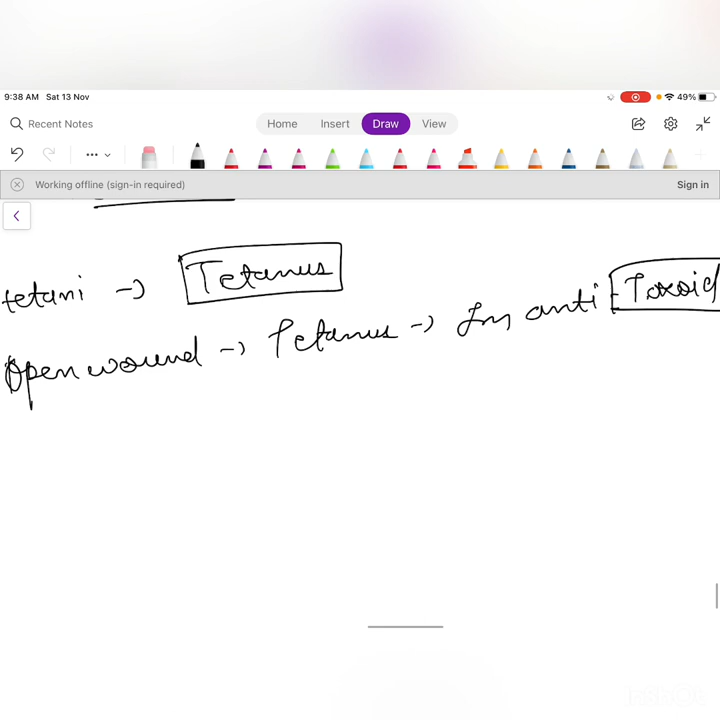 9:38 AM Sat 13 Nov 49%
Recent Notes Home Insert Draw View
Working offline (sign-in required) Sign in
tetani → Tetanus
Open wound → Tetanus → Inj anti-Toxoid